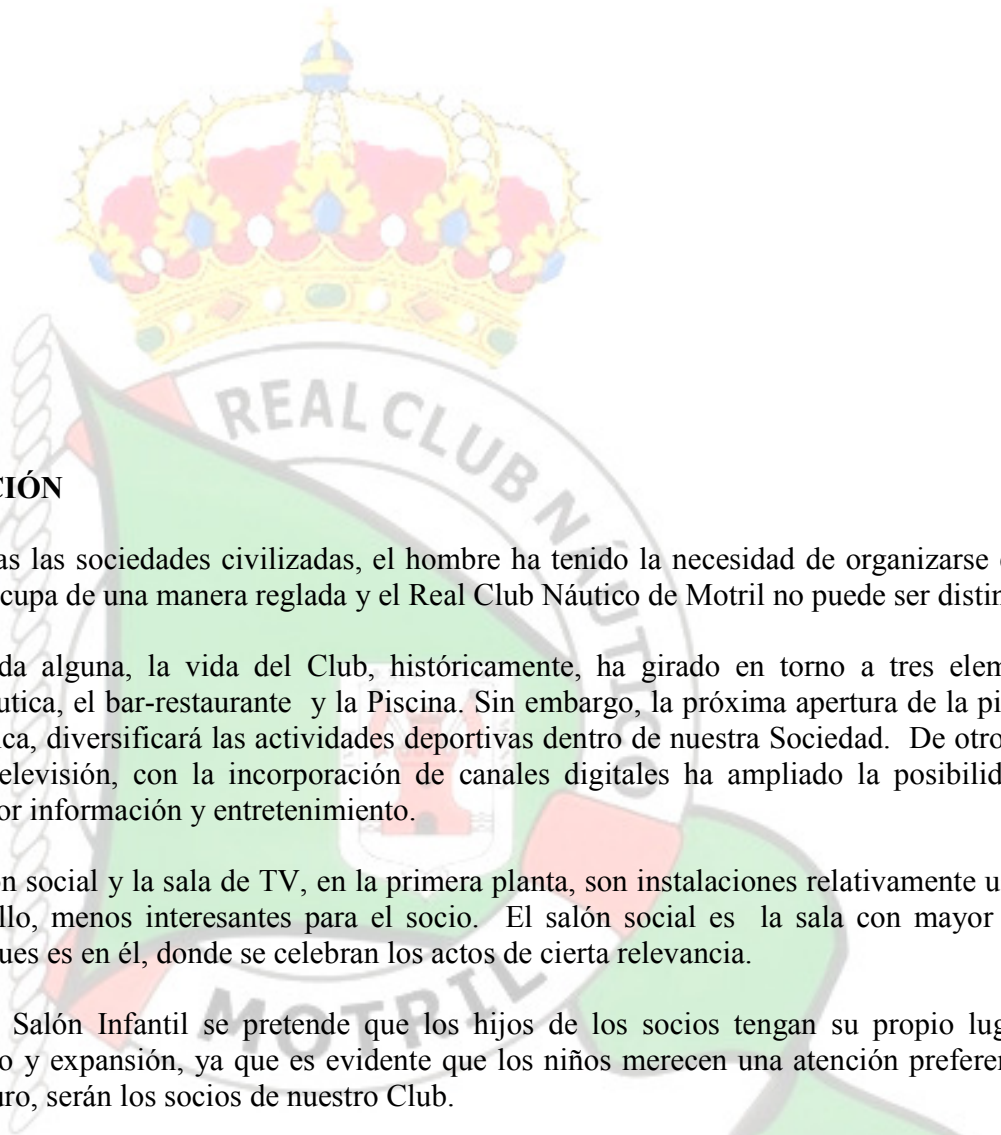 REAL CLUB NÁUTICO
MOTRIL
CIÓN
as las sociedades civilizadas, el hombre ha tenido la necesidad de organizarse
cupa de una manera reglada y el Real Club Náutico de Motril no puede ser distin
da alguna, la vida del Club, históricamente, ha girado en torno a tres elem
utica, el bar-restaurante y la Piscina. Sin embargo, la próxima apertura de la pi
ica, diversificará las actividades deportivas dentro de nuestra Sociedad. De otro
elevisión, con la incorporación de canales digitales ha ampliado la posibilid
or información y entretenimiento.
ón social y la sala de TV, en la primera planta, son instalaciones relativamente u
llo, menos interesantes para el socio. El salón social es la sala con mayor
ues es en él, donde se celebran los actos de cierta relevancia.
Salón Infantil se pretende que los hijos de los socios tengan su propio lug
o y expansión, ya que es evidente que los niños merecen una atención preferen
uro, serán los socios de nuestro Club.